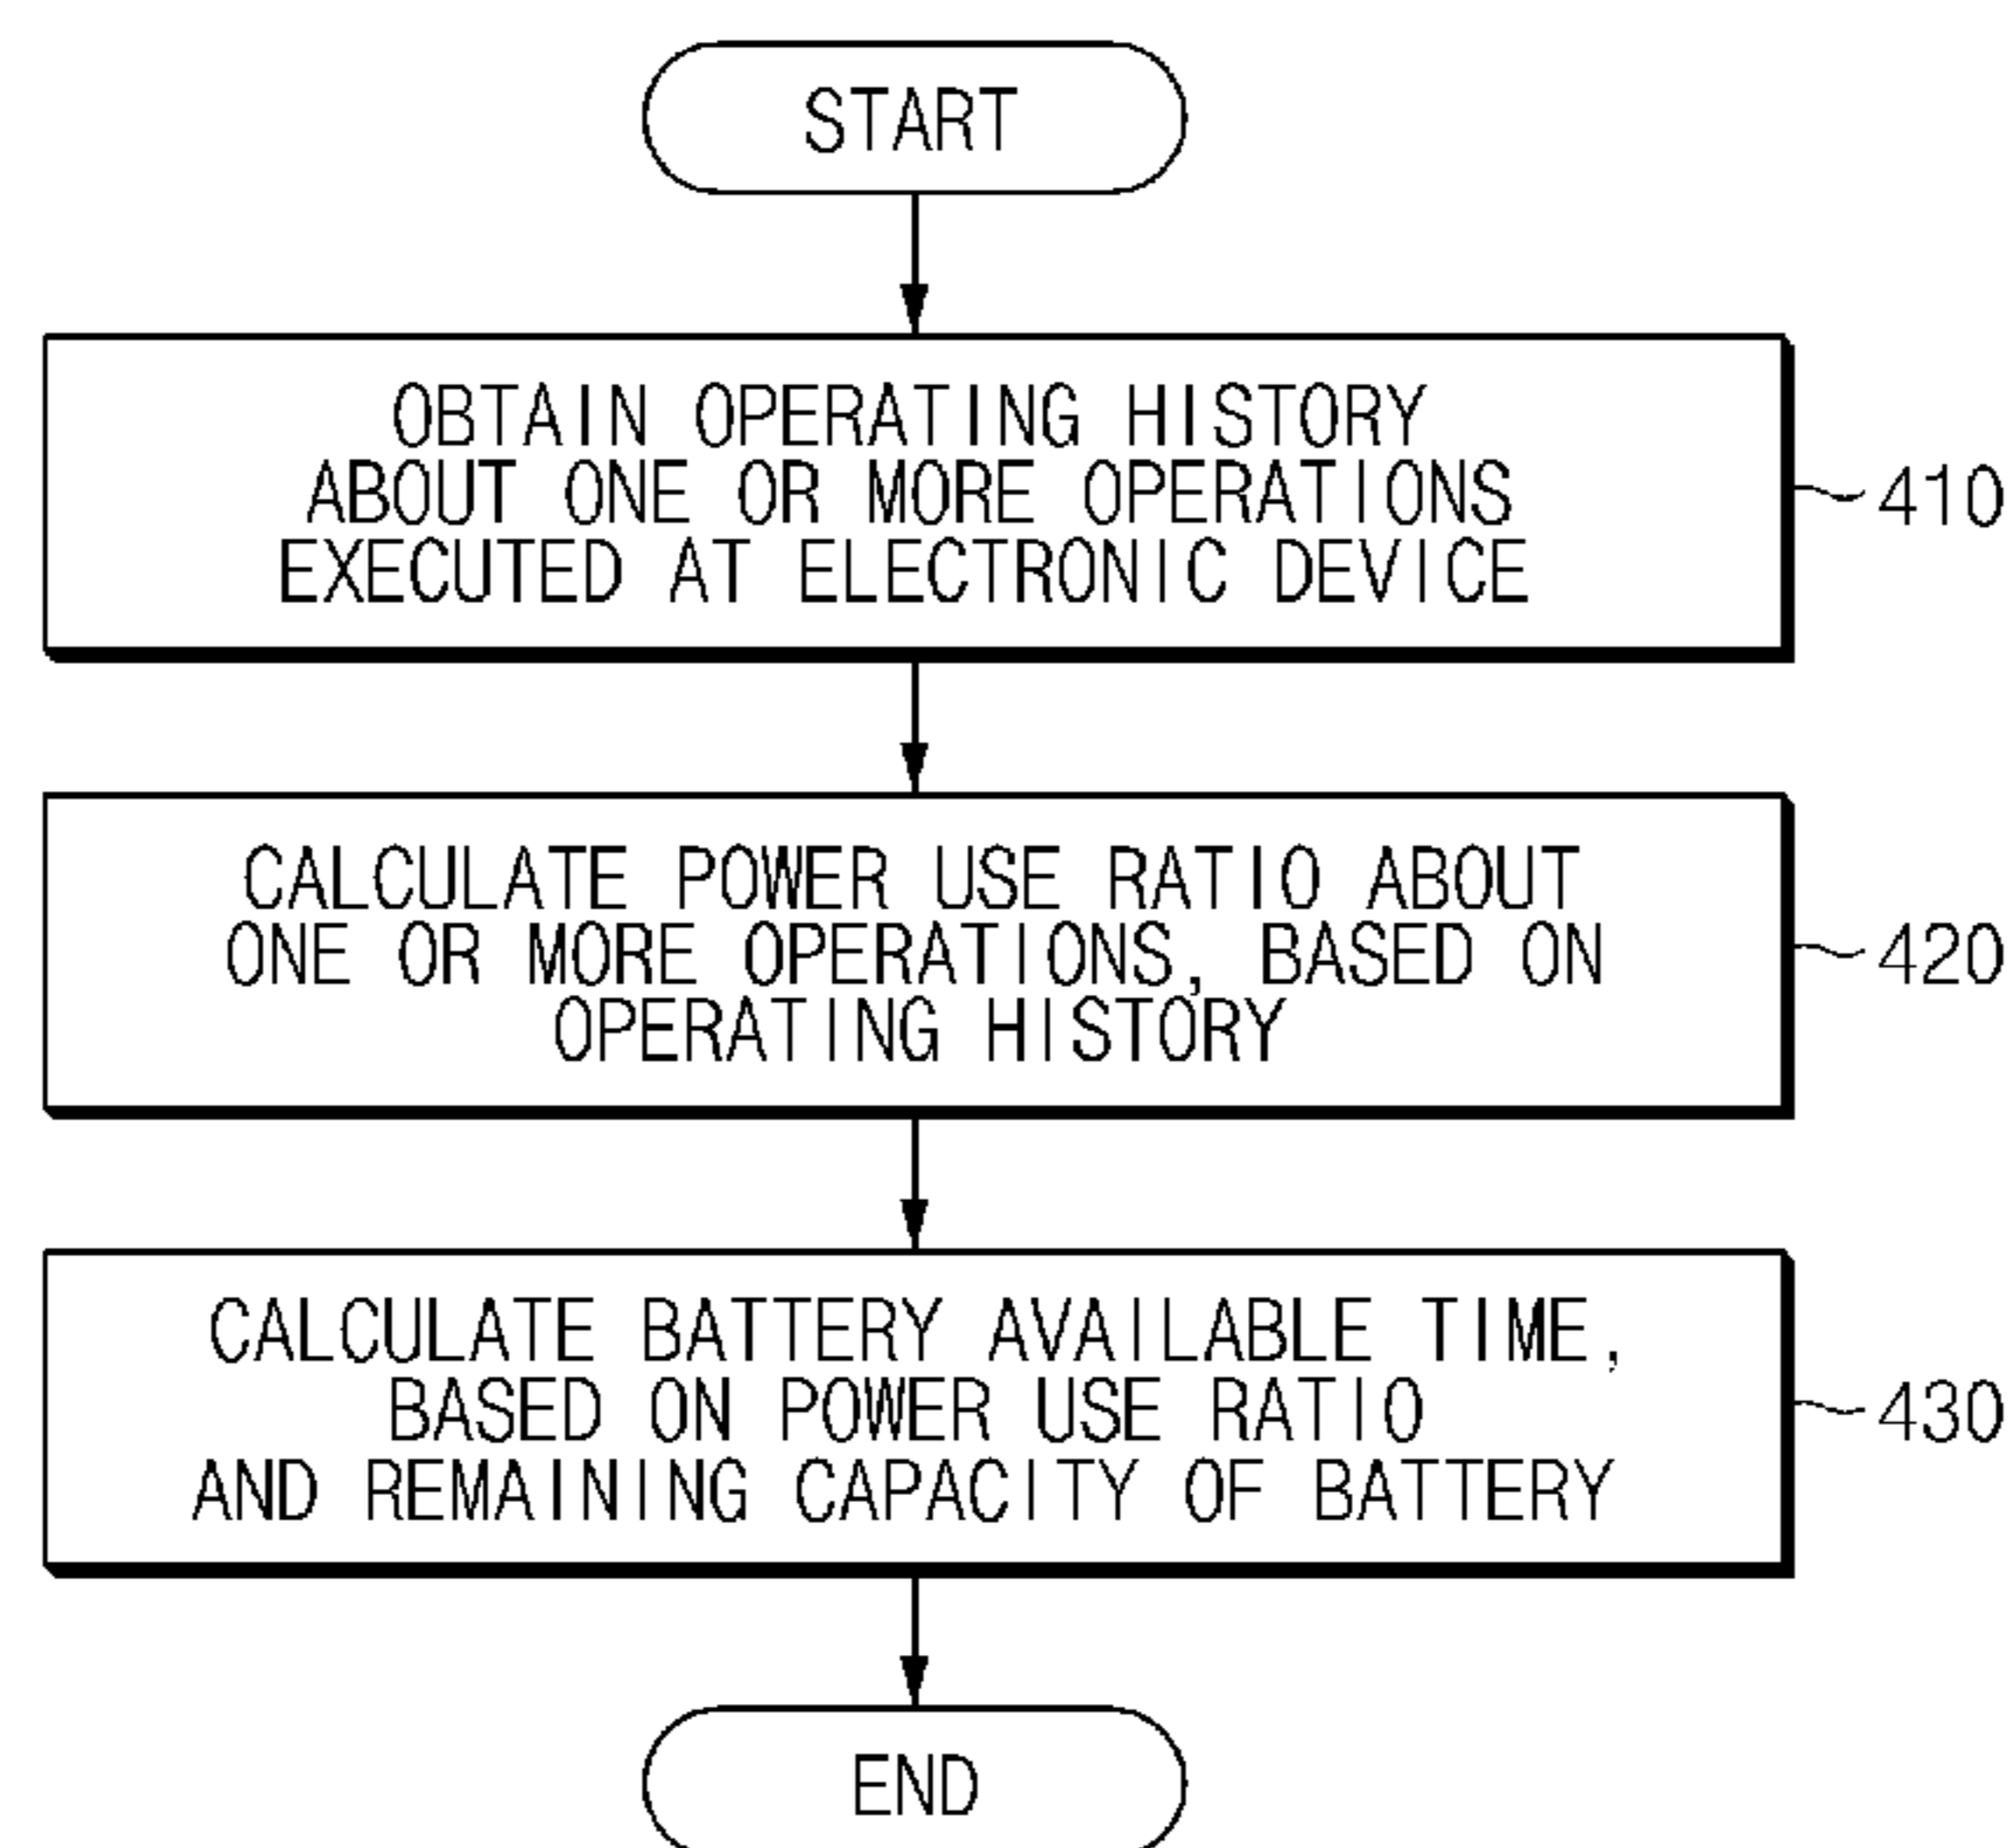 START
OBTAIN OPERATING HISTORY
ABOUT ONE OR MORE OPERATIONS
EXECUTED AT ELECTRONIC DEVICE
410
CALCULATE POWER USE RATIO ABOUT
ONE OR MORE OPERATIONS, BASED ON
OPERATING HISTORY
420
CALCULATE BATTERY AVAILABLE TIME,
BASED ON POWER USE RATIO
AND REMAINING CAPACITY OF BATTERY
430
END